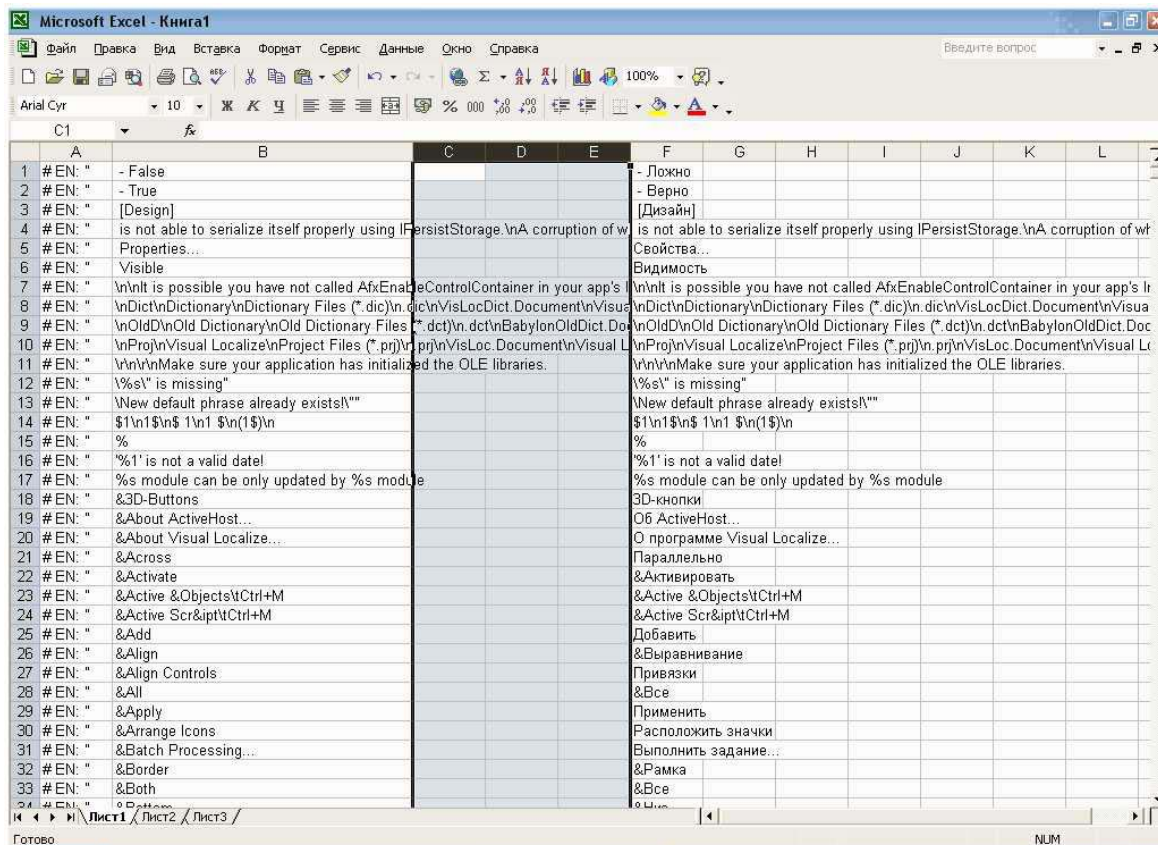 Microsoft Excel - Книга1
Файл Правка Вид Вставка Формат Сервис Данные Окно Справка Введите вопрос
100%
Arial Cyr 10 Ж К Ч % 000
C1 fx
A B C D E F G H I J K L
1 # EN: " - False - Ложно
2 # EN: " - True - Верно
3 # EN: " [Design] [Дизайн]
4 # EN: " is not able to serialize itself properly using IPersistStorage.\nA corruption of w is not able to serialize itself properly using IPersistStorage.\nA corruption of wh
5 # EN: " Properties... Свойства...
6 # EN: " Visible Видимость
7 # EN: " \n\nIt is possible you have not called AfxEnableControlContainer in your app's I \n\nIt is possible you have not called AfxEnableControlContainer in your app's Ir
8 # EN: " \nDict\nDictionary\nDictionary Files (*.dic)\n.dic\nVisLocDict.Document\nVisua \nDict\nDictionary\nDictionary Files (*.dic)\n.dic\nVisLocDict.Document\nVisua
9 # EN: " \nOldD\nOld Dictionary\nOld Dictionary Files (*.dct)\n.dct\nBabylonOldDict.Do \nOldD\nOld Dictionary\nOld Dictionary Files (*.dct)\n.dct\nBabylonOldDict.Doc
10 # EN: " \nProj\nVisual Localize\nProject Files (*.prj)\n.prj\nVisLoc.Document\nVisual L \nProj\nVisual Localize\nProject Files (*.prj)\n.prj\nVisLoc.Document\nVisual Lo
11 # EN: " \r\n\r\nMake sure your application has initialized the OLE libraries. \r\n\r\nMake sure your application has initialized the OLE libraries.
12 # EN: " \%s\" is missing" \%s\" is missing"
13 # EN: " \New default phrase already exists!\"" \New default phrase already exists!\""
14 # EN: " $1\n1$\n$ 1\n1 $\n(1$)\n $1\n1$\n$ 1\n1 $\n(1$)\n
15 # EN: " % %
16 # EN: " '%1' is not a valid date! '%1' is not a valid date!
17 # EN: " %s module can be only updated by %s module %s module can be only updated by %s module
18 # EN: " &3D-Buttons 3D-кнопки
19 # EN: " &About ActiveHost... Об ActiveHost...
20 # EN: " &About Visual Localize... О программе Visual Localize...
21 # EN: " &Across Параллельно
22 # EN: " &Activate &Активировать
23 # EN: " &Active &Objects\tCtrl+M &Active &Objects\tCtrl+M
24 # EN: " &Active Scr&ipt\tCtrl+M &Active Scr&ipt\tCtrl+M
25 # EN: " &Add Добавить
26 # EN: " &Align &Выравнивание
27 # EN: " &Align Controls Привязки
28 # EN: " &All &Все
29 # EN: " &Apply Применить
30 # EN: " &Arrange Icons Расположить значки
31 # EN: " &Batch Processing... Выполнить задание...
32 # EN: " &Border &Рамка
33 # EN: " &Both &Все
34 # EN: " &Bottom &Низ
Лист1 Лист2 Лист3
Готово NUM